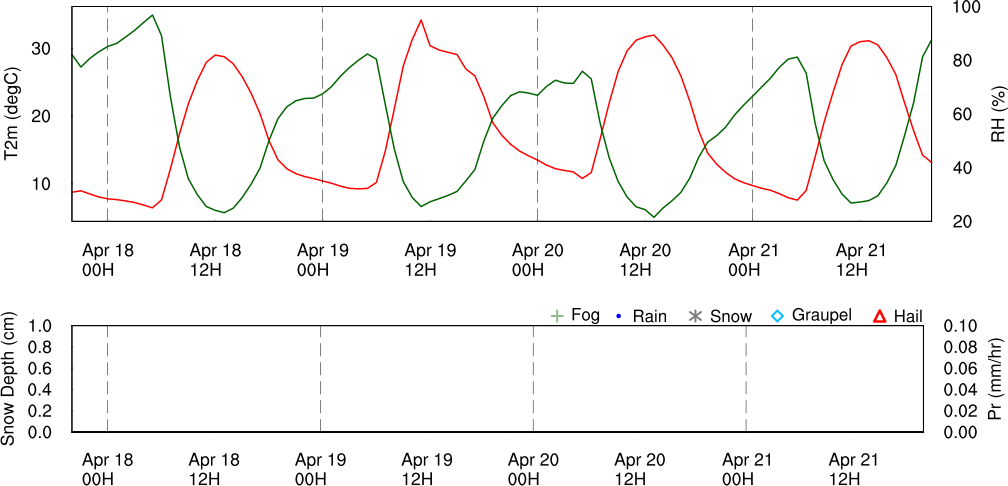 T2m (degC)
30
20
10
100
80
60
40
20
RH (%)
Apr 18 Apr 18 Apr 19 Apr 19 Apr 20 Apr 20 Apr 21 Apr 21
00H 12H 00H 12H 00H 12H 00H 12H
Fog Rain Snow Graupel Hail
Snow Depth (cm)
1.0
0.8
0.6
0.4
0.2
0.0
0.10
0.08
0.06
0.04
0.02
0.00
Pr (mm/hr)
Apr 18 Apr 18 Apr 19 Apr 19 Apr 20 Apr 20 Apr 21 Apr 21
00H 12H 00H 12H 00H 12H 00H 12H